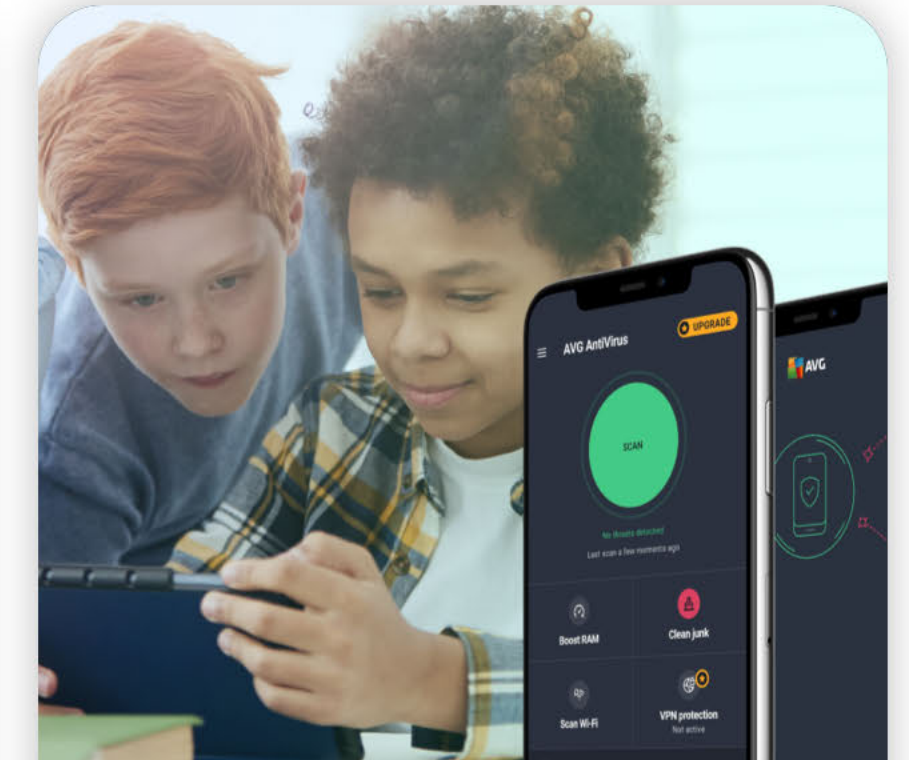 UPGRADE
AVG AntiVirus
AVG
SCAN
No threats detected
Last scan a few moments ago
Boost RAM
Clean junk
Scan Wi-Fi
VPN protection
Not active